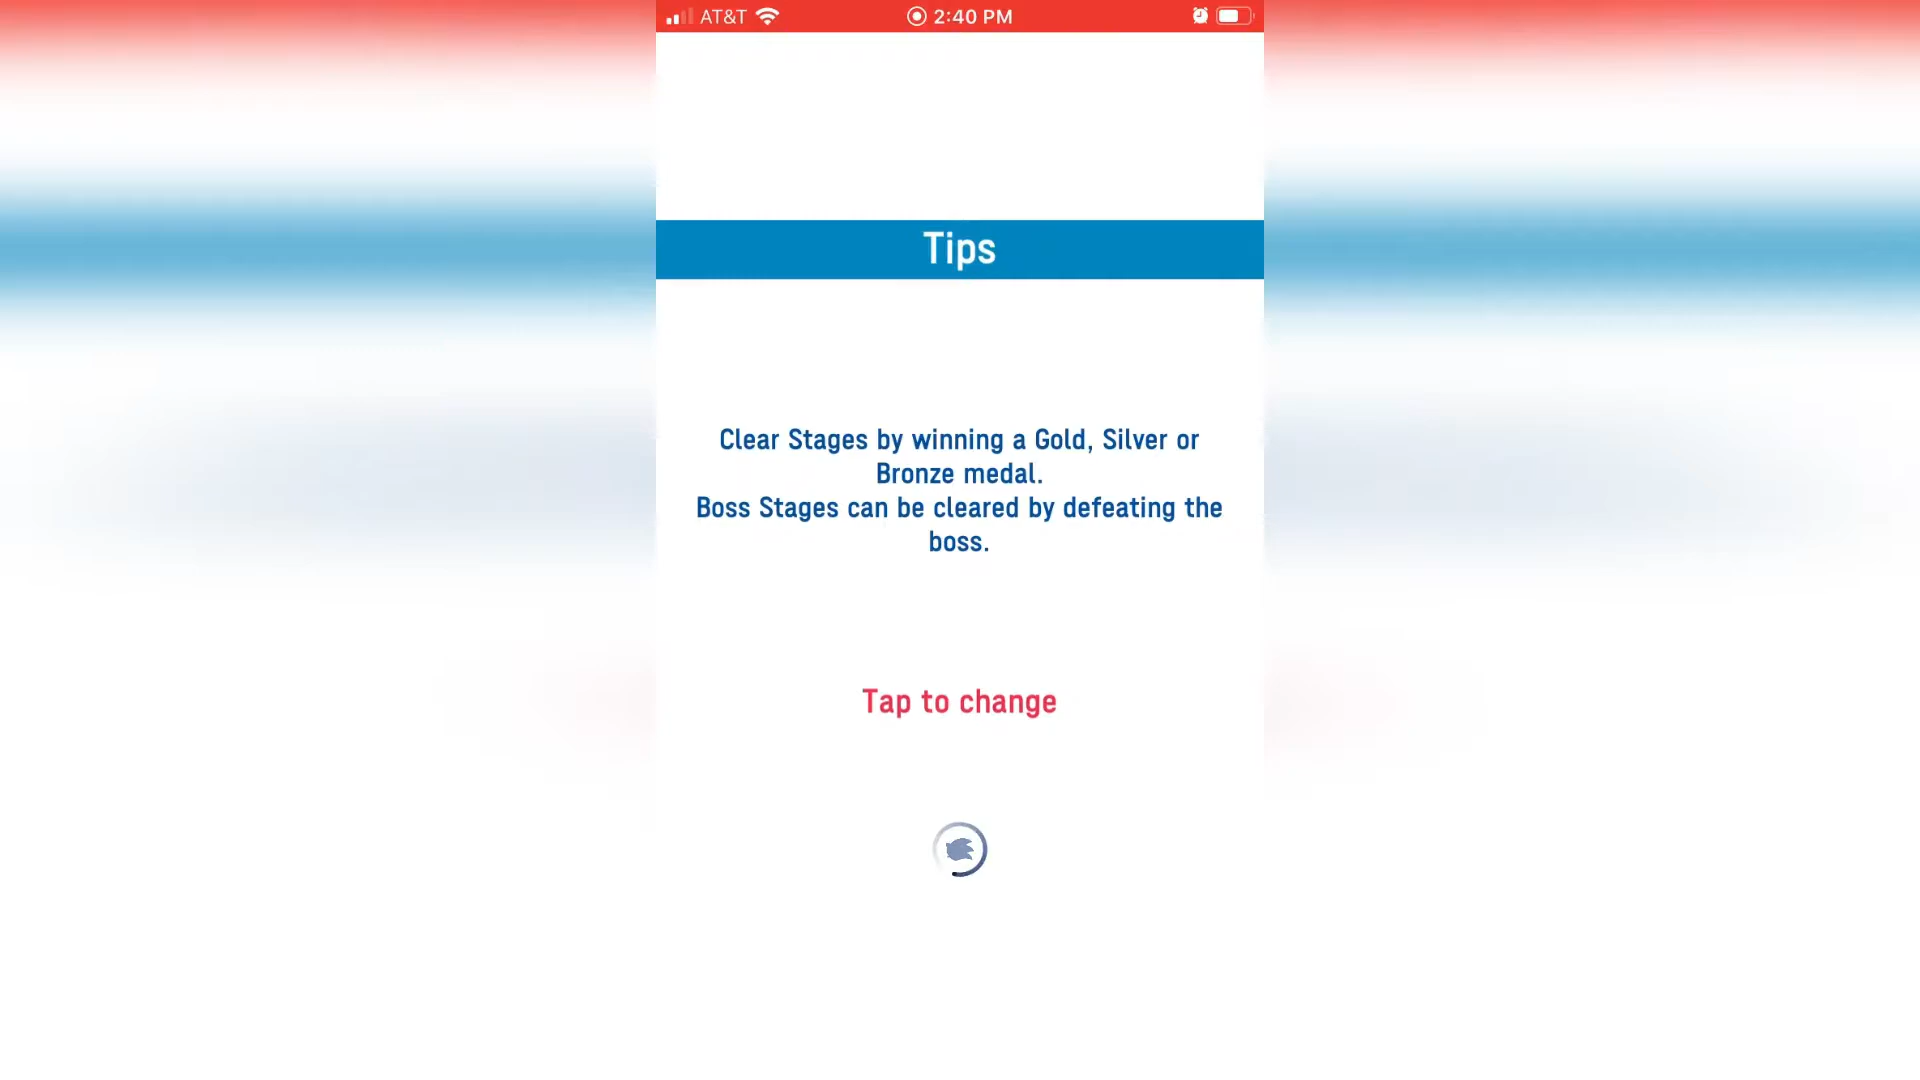 AT&T 2:40 PM
Tips
Clear Stages by winning a Gold, Silver or
Bronze medal.
Boss Stages can be cleared by defeating the
boss.
Tap to change